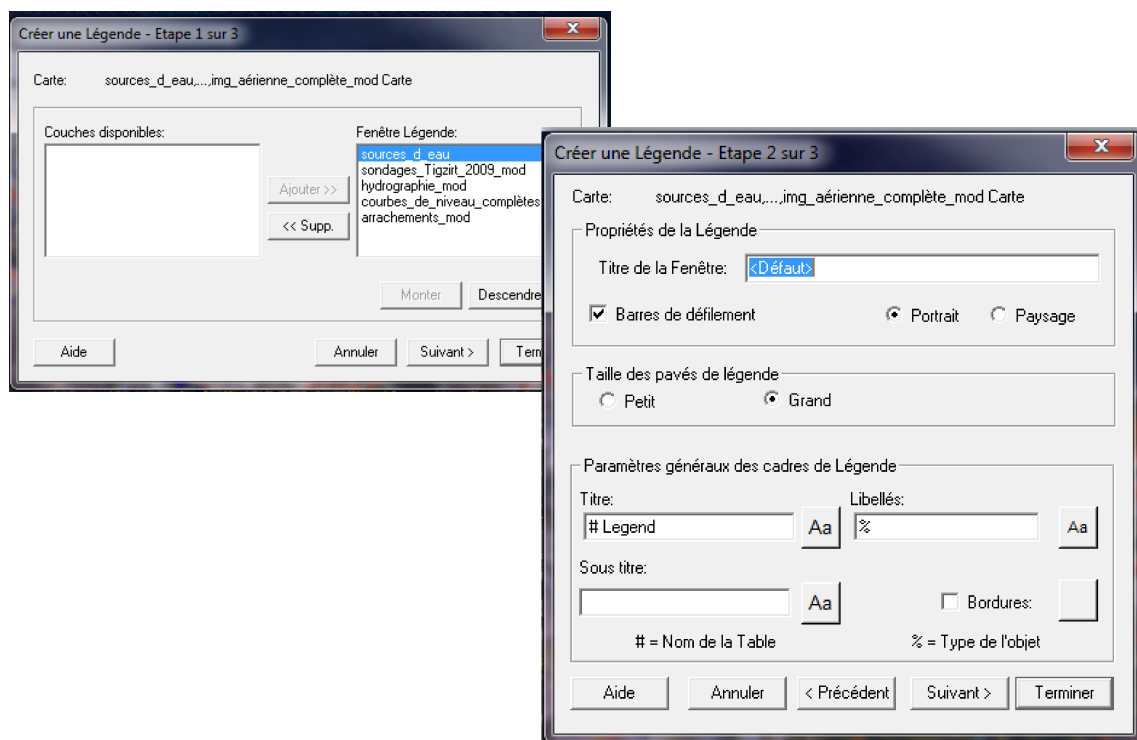 Créer une Légende - Etape 1 sur 3
Carte: sources_d_eau,...,img_aérienne_complète_mod Carte
Couches disponibles: Fenêtre Légende:
sources_d_eau
sondages_Tigzirt_2009_mod
hydrographie_mod
courbes_de_niveau_complètes
arrachements_mod
Ajouter >>
<< Supp.
Monter Descendre
Aide Annuler Suivant > Term
Créer une Légende - Etape 2 sur 3
Carte: sources_d_eau,...,img_aérienne_complète_mod Carte
Propriétés de la Légende
Titre de la Fenêtre: <Défaut>
Barres de défilement Portrait Paysage
Taille des pavés de légende
Petit Grand
Paramètres généraux des cadres de Légende
Titre: Libellés:
# Legend Aa % Aa
Sous titre:
Aa Bordures:
# = Nom de la Table % = Type de l'objet
Aide Annuler < Précédent Suivant > Terminer